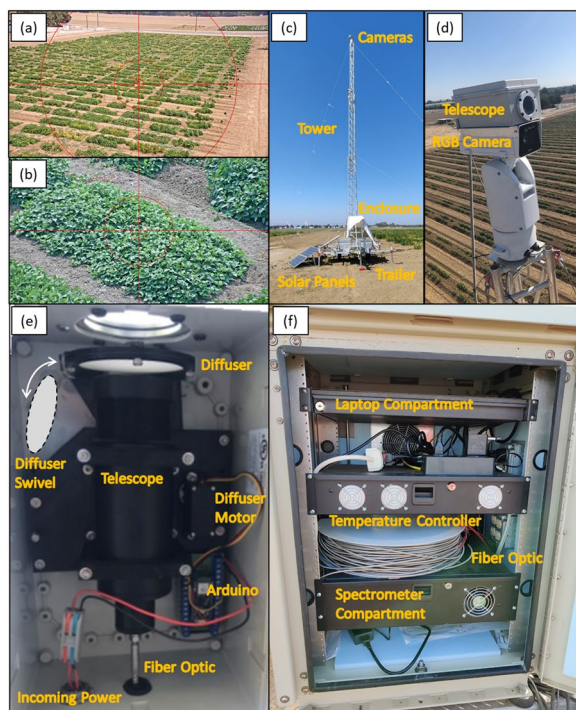 (a)
(b)
(c)
Cameras
Tower
Enclosure
Solar Panels
Trailer
(d)
Telescope
RGB Camera
(e)
Diffuser
Diffuser
Swivel
Telescope
Diffuser
Motor
Arduino
Fiber Optic
Incoming Power
(f)
Laptop Compartment
Temperature Controller
Fiber Optic
Spectrometer
Compartment